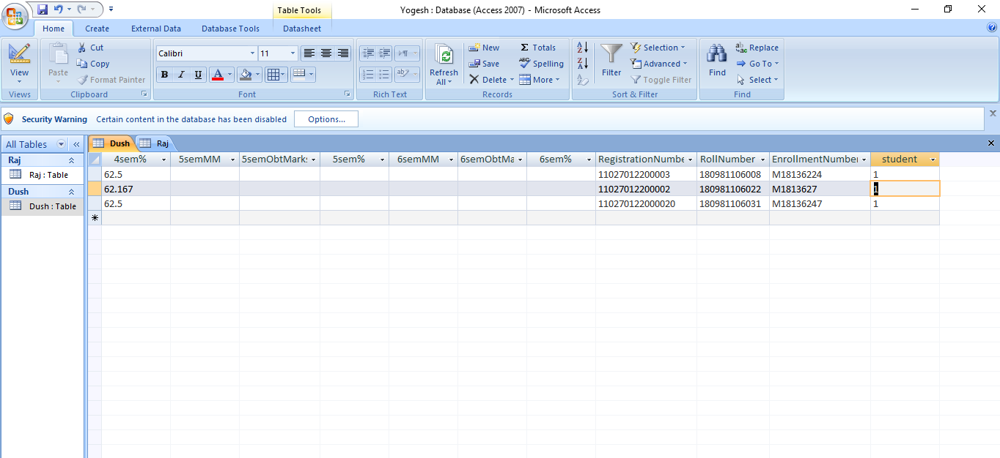 Table Tools
Yogesh : Database (Access 2007) - Microsoft Access
Home Create External Data Database Tools Datasheet
View
Views
Paste
Cut
Copy
Format Painter
Clipboard
Calibri 11
B I U A
Font
Rich Text
Refresh All
New
Save
Delete
Σ Totals
ABC Spelling
More
Records
A Z
Z A
Filter
Selection
Advanced
Toggle Filter
Sort & Filter
Find
Replace
Go To
Select
Find
Security Warning Certain content in the database has been disabled Options...
All Tables «
Raj
Raj : Table
Dush
Dush : Table
Dush Raj
4sem% 5semMM 5semObtMarks 5sem% 6semMM 6semObtMa 6sem% RegistrationNumbe RollNumber EnrollmentNumber student
62.5 11027012200003 180981106008 M18136224 1
62.167 11027012200002 180981106022 M1813627 1
62.5 110270122000020 180981106031 M18136247 1
*